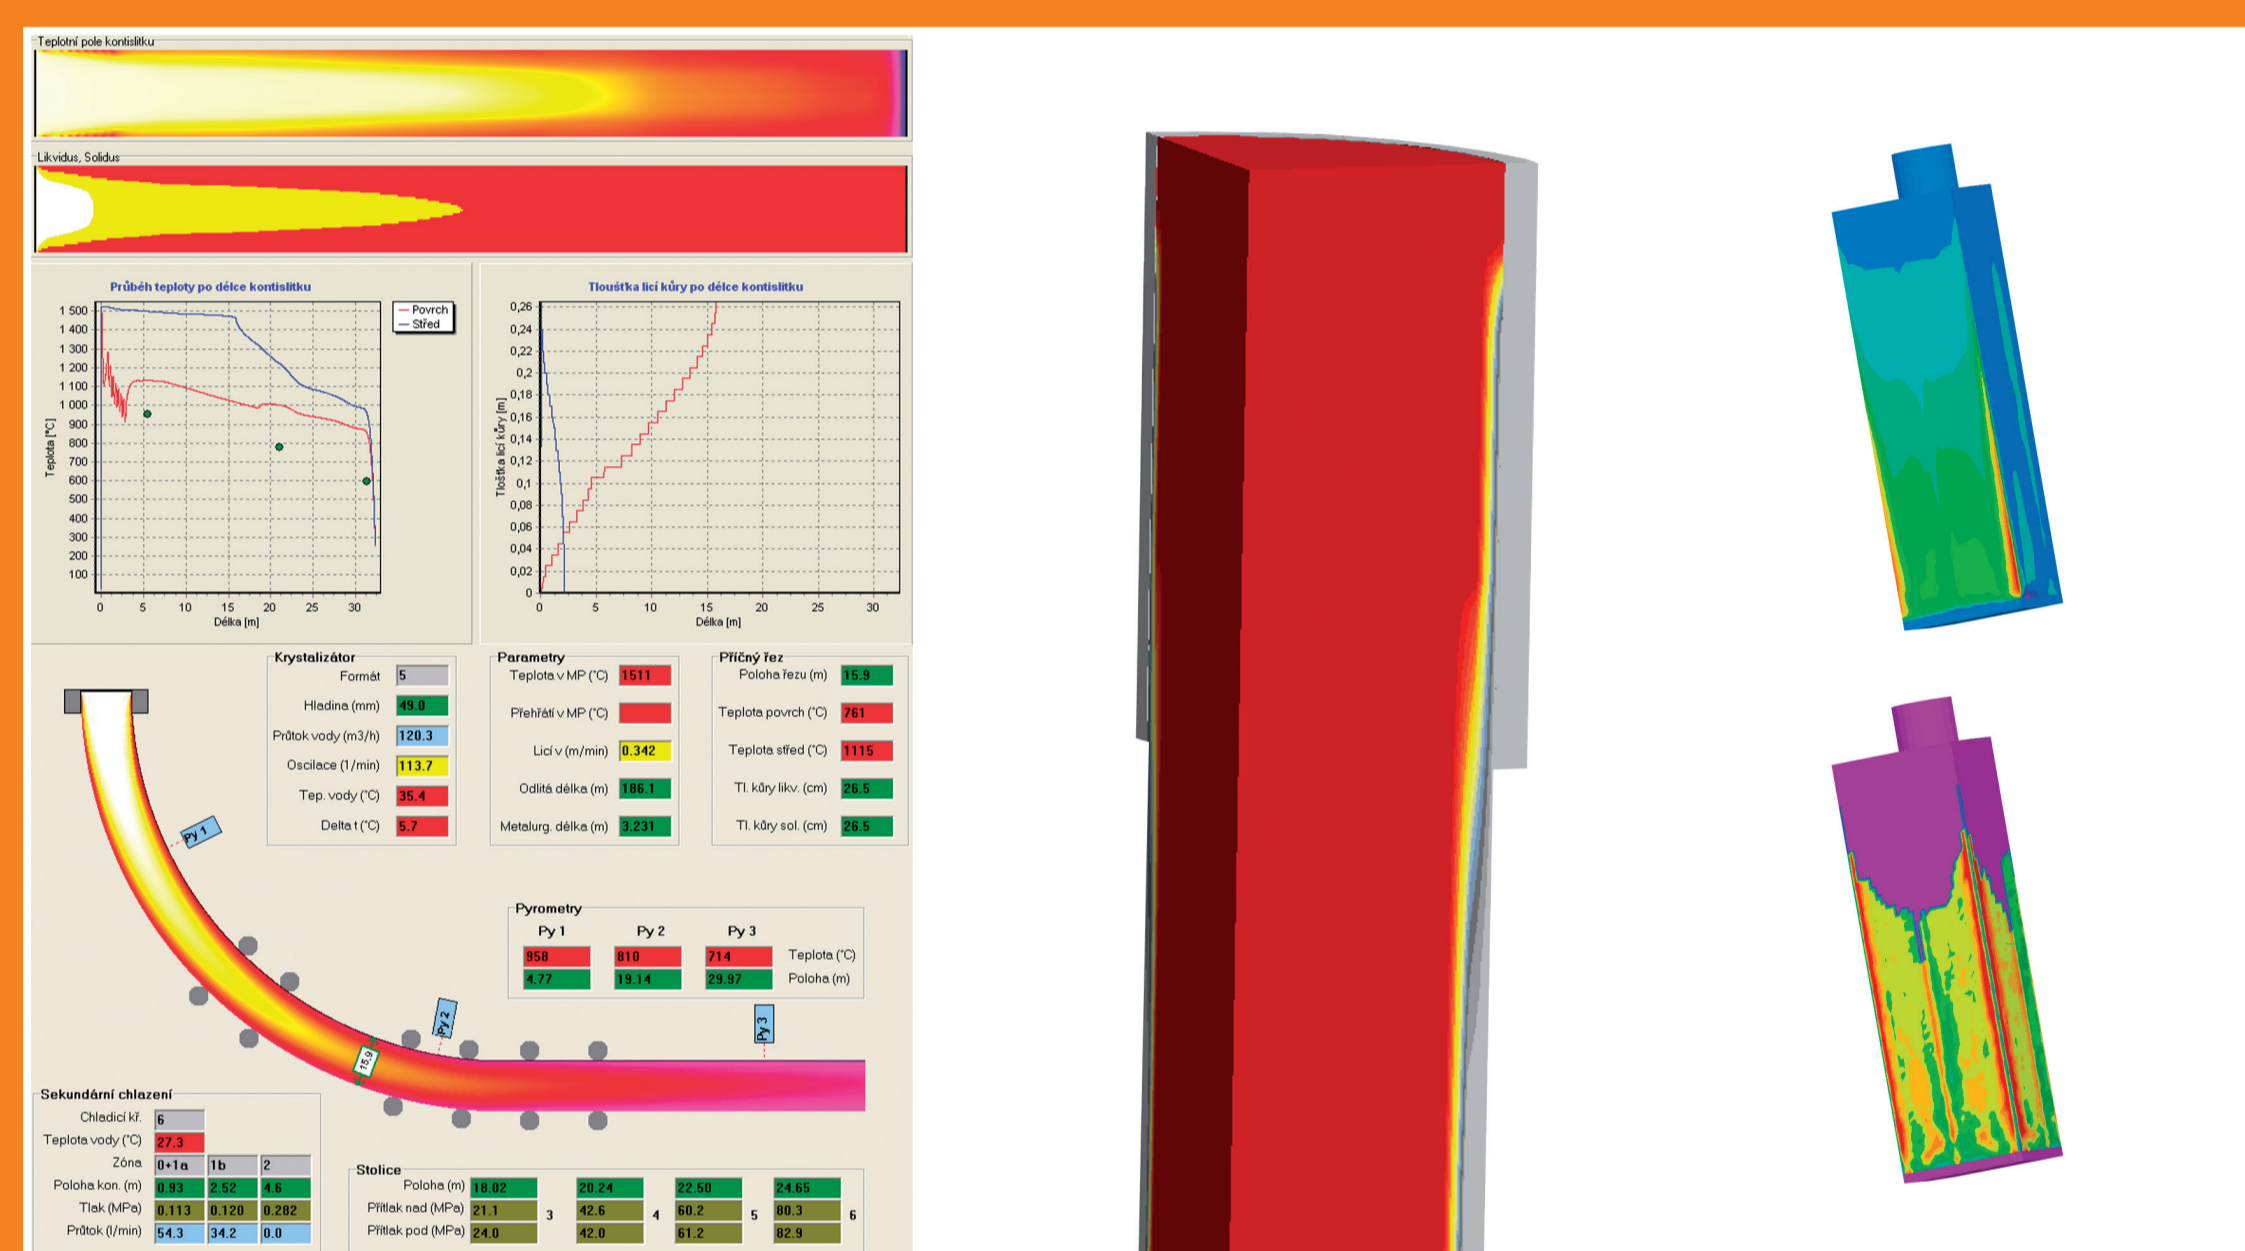 Teplotní pole kontislitku
Likvidus, Solidus
Průběh teploty po délce kontislitku
1 500
1 400
1 300
1 200
1 100
1 000
900
800
700
600
500
400
300
200
100
Teplota [°C]
0 5 10 15 20 25 30
Délka [m]
Povrch
Střed
Tloušťka licí kůry po délce kontislitku
0,26
0,24
0,22
0,2
0,18
0,16
0,14
0,12
0,1
0,08
0,06
0,04
0,02
0
Tloštka licí kůry [m]
0 5 10 15 20 25 30
Délka [m]
Krystalizátor
Formát 5
Hladina (mm) 49.0
Průtok vody (m3/h) 120.3
Oscilace (1/min) 113.7
Tep. vody (°C) 35.4
Delta t (°C) 5.7
Parametry
Teplota v MP (°C) 1511
Přehřátí v MP (°C)
Licí v (m/min) 0.342
Odlitá délka (m) 186.1
Metalurg. délka (m) 3.231
Příčný řez
Poloha řezu (m) 15.9
Teplota povrch (°C) 761
Teplota střed (°C) 1115
Tl. kůry likv. (cm) 26.5
Tl. kůry sol. (cm) 26.5
Py 1
Pyrometry
Py 1 Py 2 Py 3
958 810 714 Teplota (°C)
4.77 19.14 29.97 Poloha (m)
Py 2
Py 3
15,9
Sekundární chlazení
Chladicí kř. 6
Teplota vody (°C) 27.3
Zóna 0+1a 1b 2
Poloha kon. (m) 0.93 2.52 4.6
Tlak (MPa) 0.113 0.120 0.282
Průtok (l/min) 54.3 34.2 0.0
Stolice
Poloha (m) 18.02 20.24 22.50 24.65
Přítlak nad (MPa) 21.1 3 42.6 4 60.2 5 80.3 6
Přítlak pod (MPa) 24.0 42.0 61.2 82.9